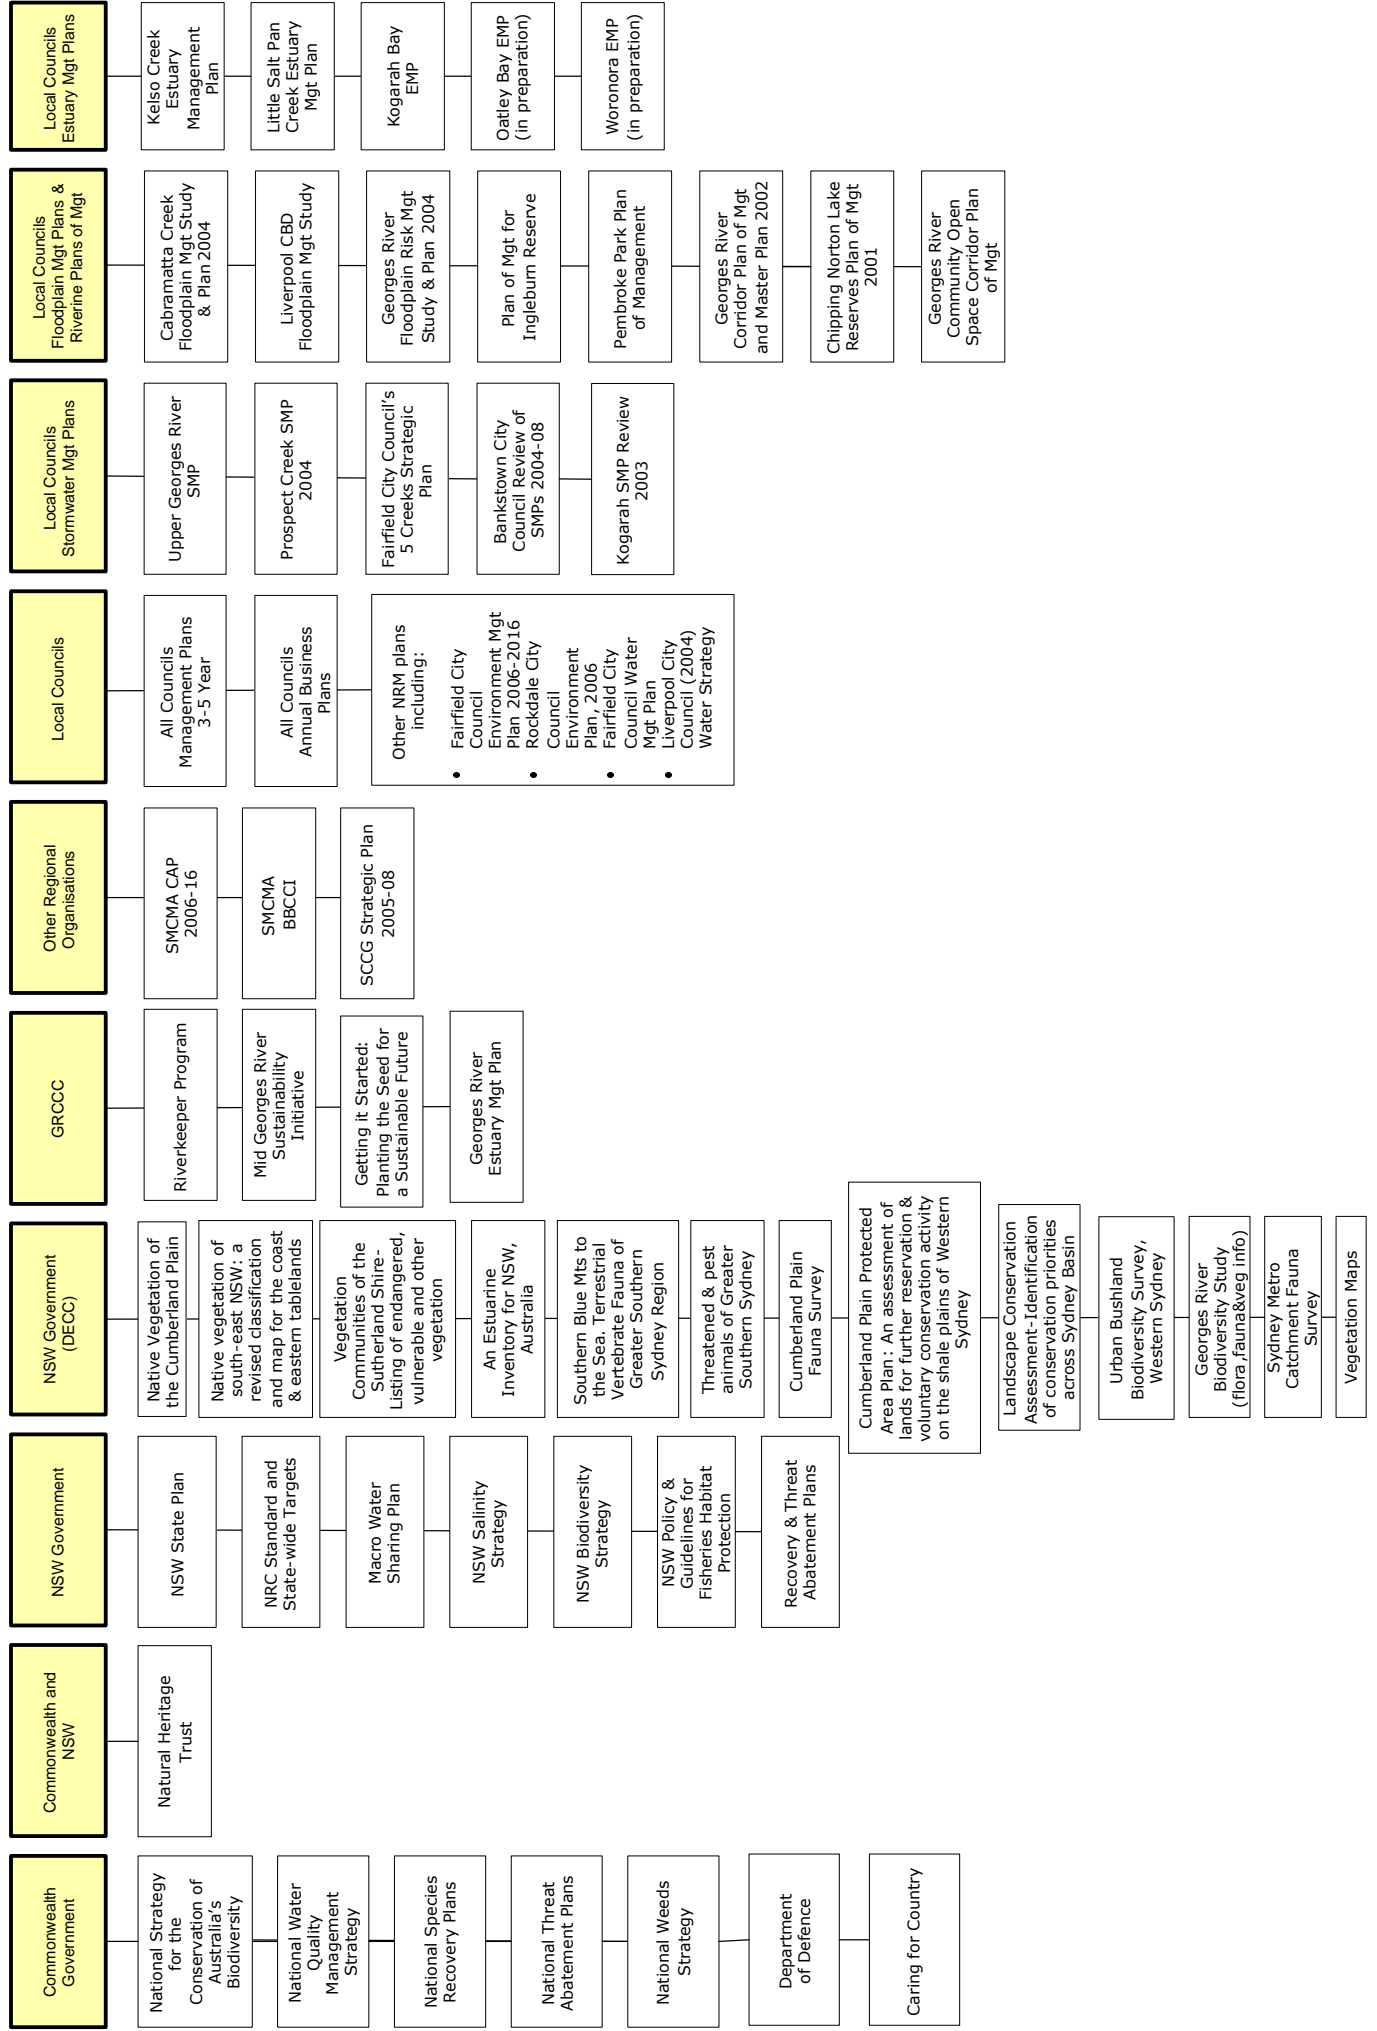 Commonwealth
Government
National Strategy
for the
Conservation of
Australia's
Biodiversity
National Water
Quality
Management
Strategy
National Species
Recovery Plans
National Threat
Abatement Plans
National Weeds
Strategy
Department
of Defence
Caring for Country
Commonwealth and
NSW
Natural Heritage
Trust
NSW Government
NSW State Plan
NRC Standard and
State-wide Targets
Macro Water
Sharing Plan
NSW Salinity
Strategy
NSW Biodiversity
Strategy
NSW Policy &
Guidelines for
Fisheries Habitat
Protection
Recovery & Threat
Abatement Plans
NSW Government
(DECC)
Native Vegetation of
the Cumberland Plain
Native vegetation of
south-east NSW: a
revised classification
and map for the coast
& eastern tablelands
Vegetation
Communities of the
Sutherland Shire-
Listing of endangered,
vulnerable and other
vegetation
An Estuarine
Inventory for NSW,
Australia
Southern Blue Mts to
the Sea. Terrestrial
Vertebrate Fauna of
Greater Southern
Sydney Region
Threatened & pest
animals of Greater
Southern Sydney
Cumberland Plain
Fauna Survey
Cumberland Plain Protected
Area Plan: An assessment of
lands for further reservation &
voluntary conservation activity
on the shale plains of Western
Sydney
Landscape Conservation
Assessment-Identification
of conservation priorities
across Sydney Basin
Urban Bushland
Biodiversity Survey,
Western Sydney
Georges River
Biodiversity Study
(flora,fauna&veg info)
Sydney Metro
Catchment Fauna
Survey
Vegetation Maps
GRCCC
Riverkeeper Program
Mid Georges River
Sustainability
Initiative
Getting it Started:
Planting the Seed for
a Sustainable Future
Georges River
Estuary Mgt Plan
Other Regional
Organisations
SMCMA CAP
2006-16
SMCMA
BBCCI
SCCG Strategic Plan
2005-08
Local Councils
All Councils
Management Plans
3-5 Year
All Councils
Annual Business
Plans
Other NRM plans
including:
• Fairfield City
Council
Environment Mgt
Plan 2006-2016
• Rockdale City
Council
Environment
Plan, 2006
• Fairfield City
Council Water
Mgt Plan
• Liverpool City
Council (2004)
Water Strategy
Local Councils
Stormwater Mgt Plans
Upper Georges River
SMP
Prospect Creek SMP
2004
Fairfield City Council's
5 Creeks Strategic
Plan
Bankstown City
Council Review of
SMPs 2004-08
Kogarah SMP Review
2003
Local Councils
Floodplain Mgt Plans &
Riverine Plans of Mgt
Cabramatta Creek
Floodplain Mgt Study
& Plan 2004
Liverpool CBD
Floodplain Mgt Study
Georges River
Floodplain Risk Mgt
Study & Plan 2004
Plan of Mgt for
Ingleburn Reserve
Pembroke Park Plan
of Management
Georges River
Corridor Plan of Mgt
and Master Plan 2002
Chipping Norton Lake
Reserves Plan of Mgt
2001
Georges River
Community Open
Space Corridor Plan
of Mgt
Local Councils
Estuary Mgt Plans
Kelso Creek
Estuary
Management
Plan
Little Salt Pan
Creek Estuary
Mgt Plan
Kogarah Bay
EMP
Oatley Bay EMP
(in preparation)
Woronora EMP
(in preparation)